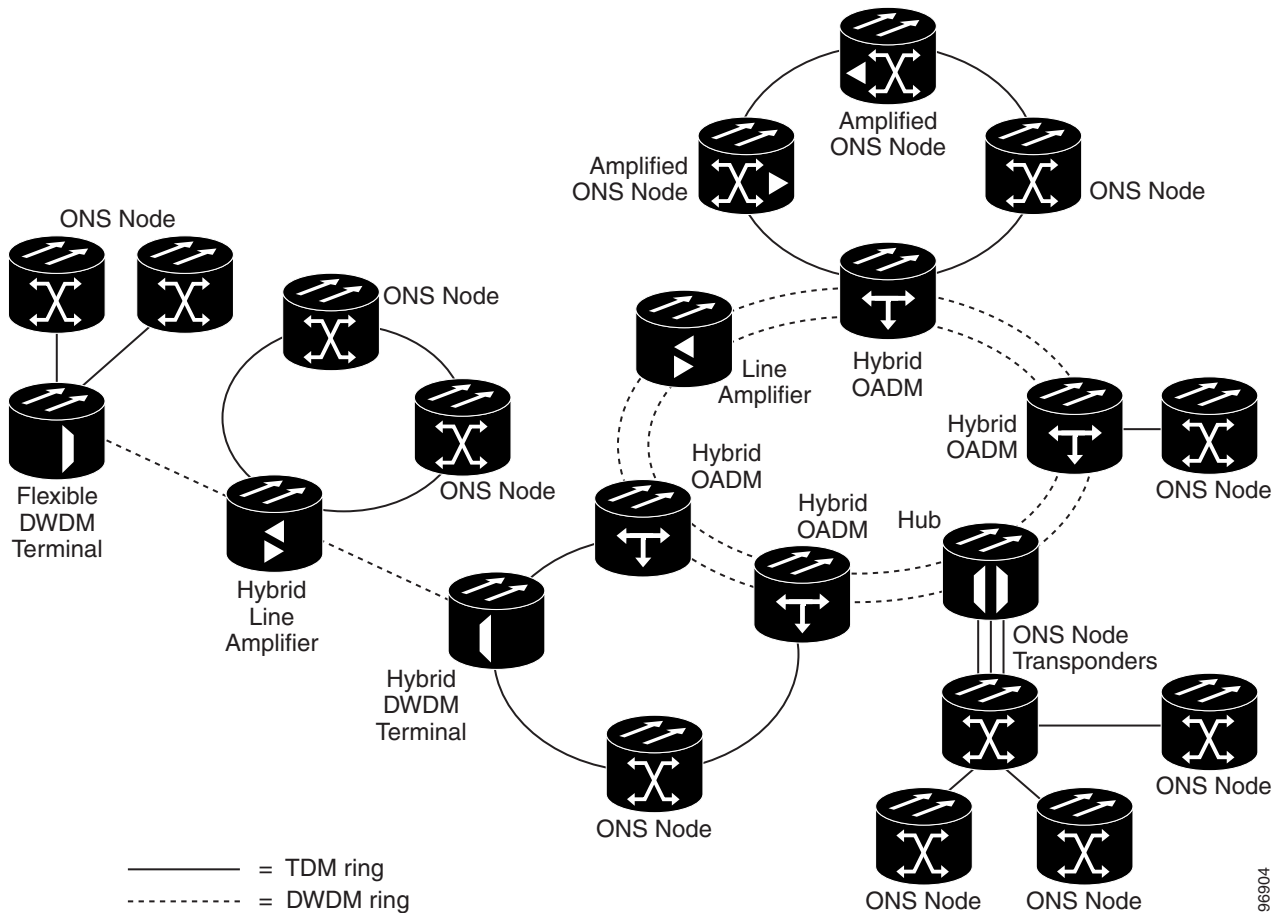 Amplified
ONS Node
Amplified
ONS Node
ONS Node
ONS Node
ONS Node
Line
Amplifier
Hybrid
OADM
Hybrid
OADM
ONS Node
ONS Node
Hybrid
OADM
Hybrid
OADM
Hub
Flexible
DWDM
Terminal
Hybrid
Line
Amplifier
ONS Node
Transponders
Hybrid
DWDM
Terminal
ONS Node
ONS Node
ONS Node
ONS Node
= TDM ring
= DWDM ring
96904